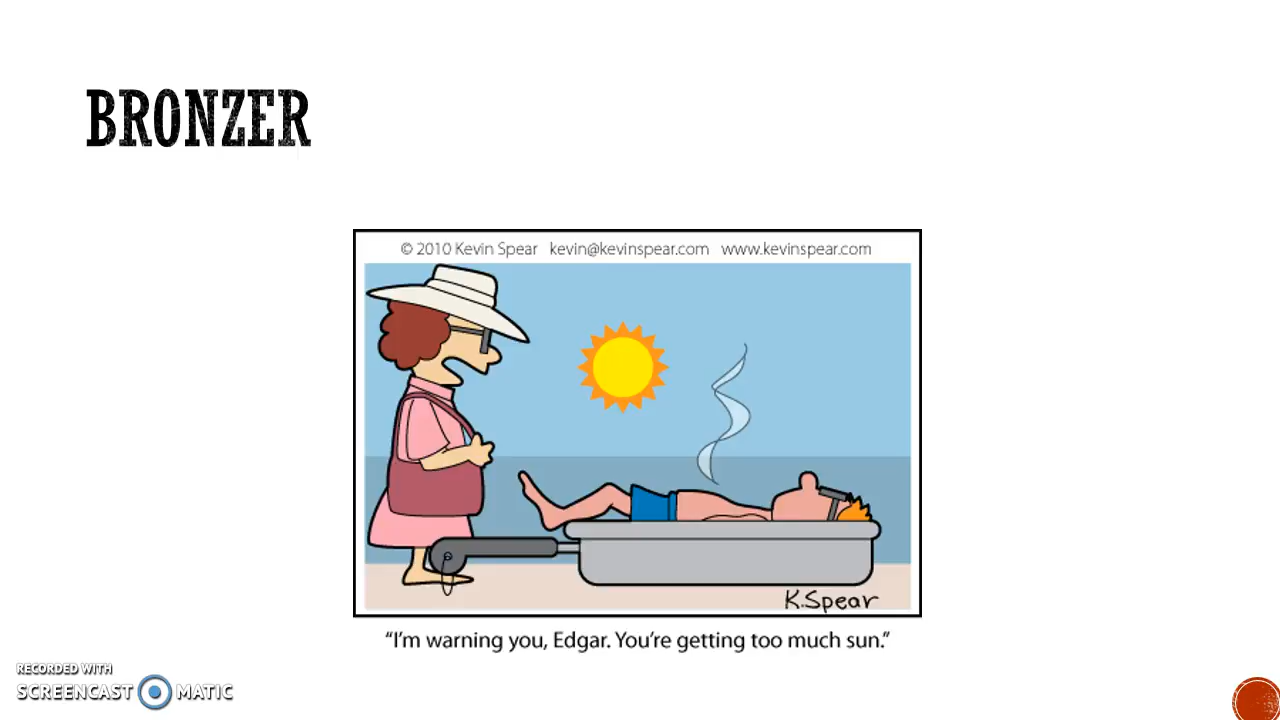 BRONZER
© 2010 Kevin Spear kevin@kevinspear.com www.kevinspear.com
K.Spear
“I’m warning you, Edgar. You’re getting too much sun.”
RECORDED WITH
SCREENCAST MATIC